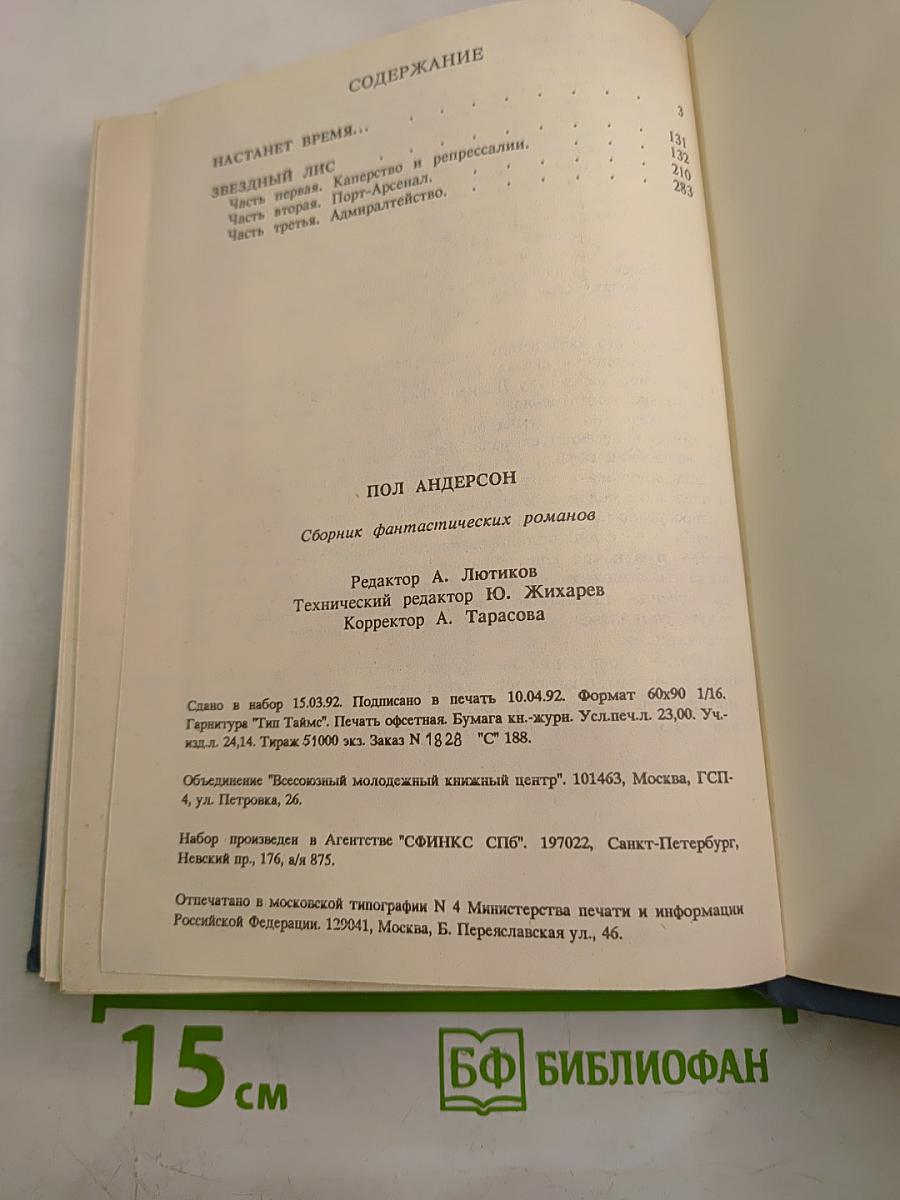 СОДЕРЖАНИЕ
НАСТАНЕТ ВРЕМЯ... . . . . . . . . 3
ЗВЕЗДНЫЙ ЛИС . . . . . . . . 131
Часть первая. Каперство и репрессалии. . . . 132
Часть вторая. Порт-Арсенал. . . . . . 210
Часть третья. Адмиралтейство. . . . . . 283
ПОЛ АНДЕРСОН
Сборник фантастических романов
Редактор А. Лютиков
Технический редактор Ю. Жихарев
Корректор А. Тарасова
Сдано в набор 15.03.92. Подписано в печать 10.04.92. Формат 60х90 1/16.
Гарнитура "Тип Таймс". Печать офсетная. Бумага кн.-журн. Усл.печ.л. 23,00. Уч.-
изд.л. 24,14. Тираж 51000 экз. Заказ N 1828 "С" 188.
Объединение "Всесоюзный молодежный книжный центр". 101463, Москва, ГСП-
4, ул. Петровка, 26.
Набор произведен в Агентстве "СФИНКС СПб". 197022, Санкт-Петербург,
Невский пр., 176, а/я 875.
Отпечатано в московской типографии N 4 Министерства печати и информации
Российской Федерации. 129041, Москва, Б. Переяславская ул., 46.
15 см
БФ БИБЛИОФАН